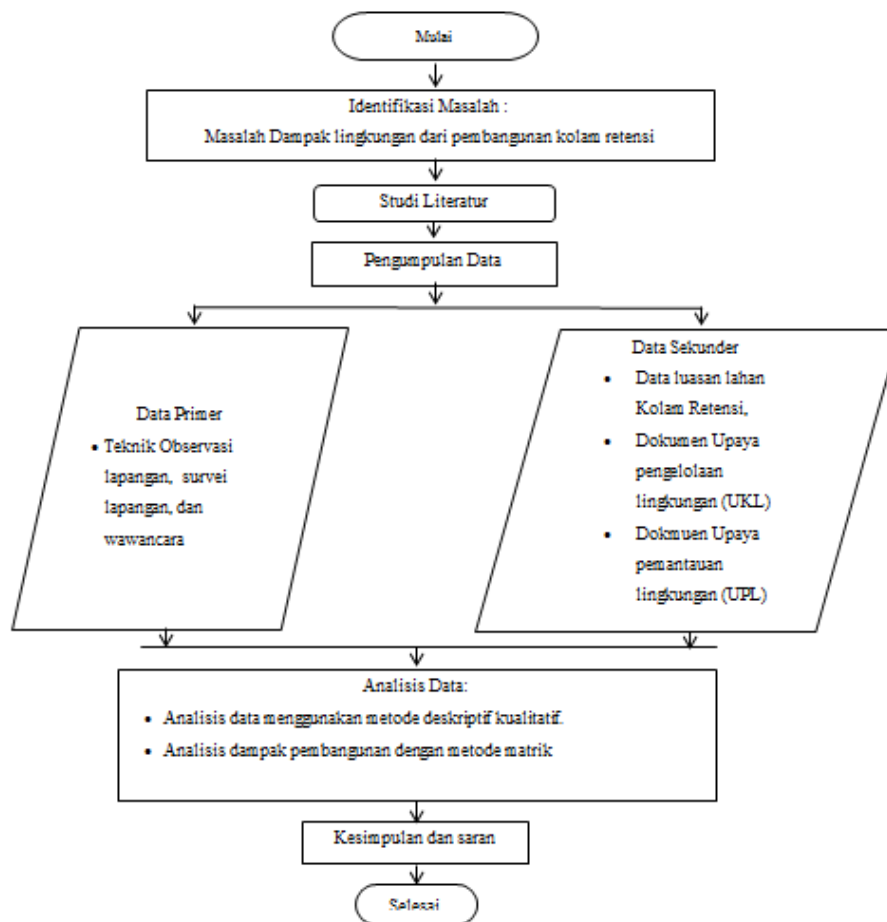 Mulai
Identifikasi Masalah :
Masalah Dampak lingkungan dari pembangunan kolam retensi
Studi Literatur
Pengumpulan Data
Data Primer
• Teknik Observasi
lapangan, survei
lapangan, dan
wawancara
Data Sekunder
• Data luasan lahan
Kolam Retensi,
• Dokumen Upaya
pengelolaan
lingkungan (UKL)
• Dokmuen Upaya
pemantauan
lingkungan (UPL)
Analisis Data:
• Analisis data menggunakan metode deskriptif kualitatif.
• Analisis dampak pembangunan dengan metode matrik
Kesimpulan dan saran
Selesai